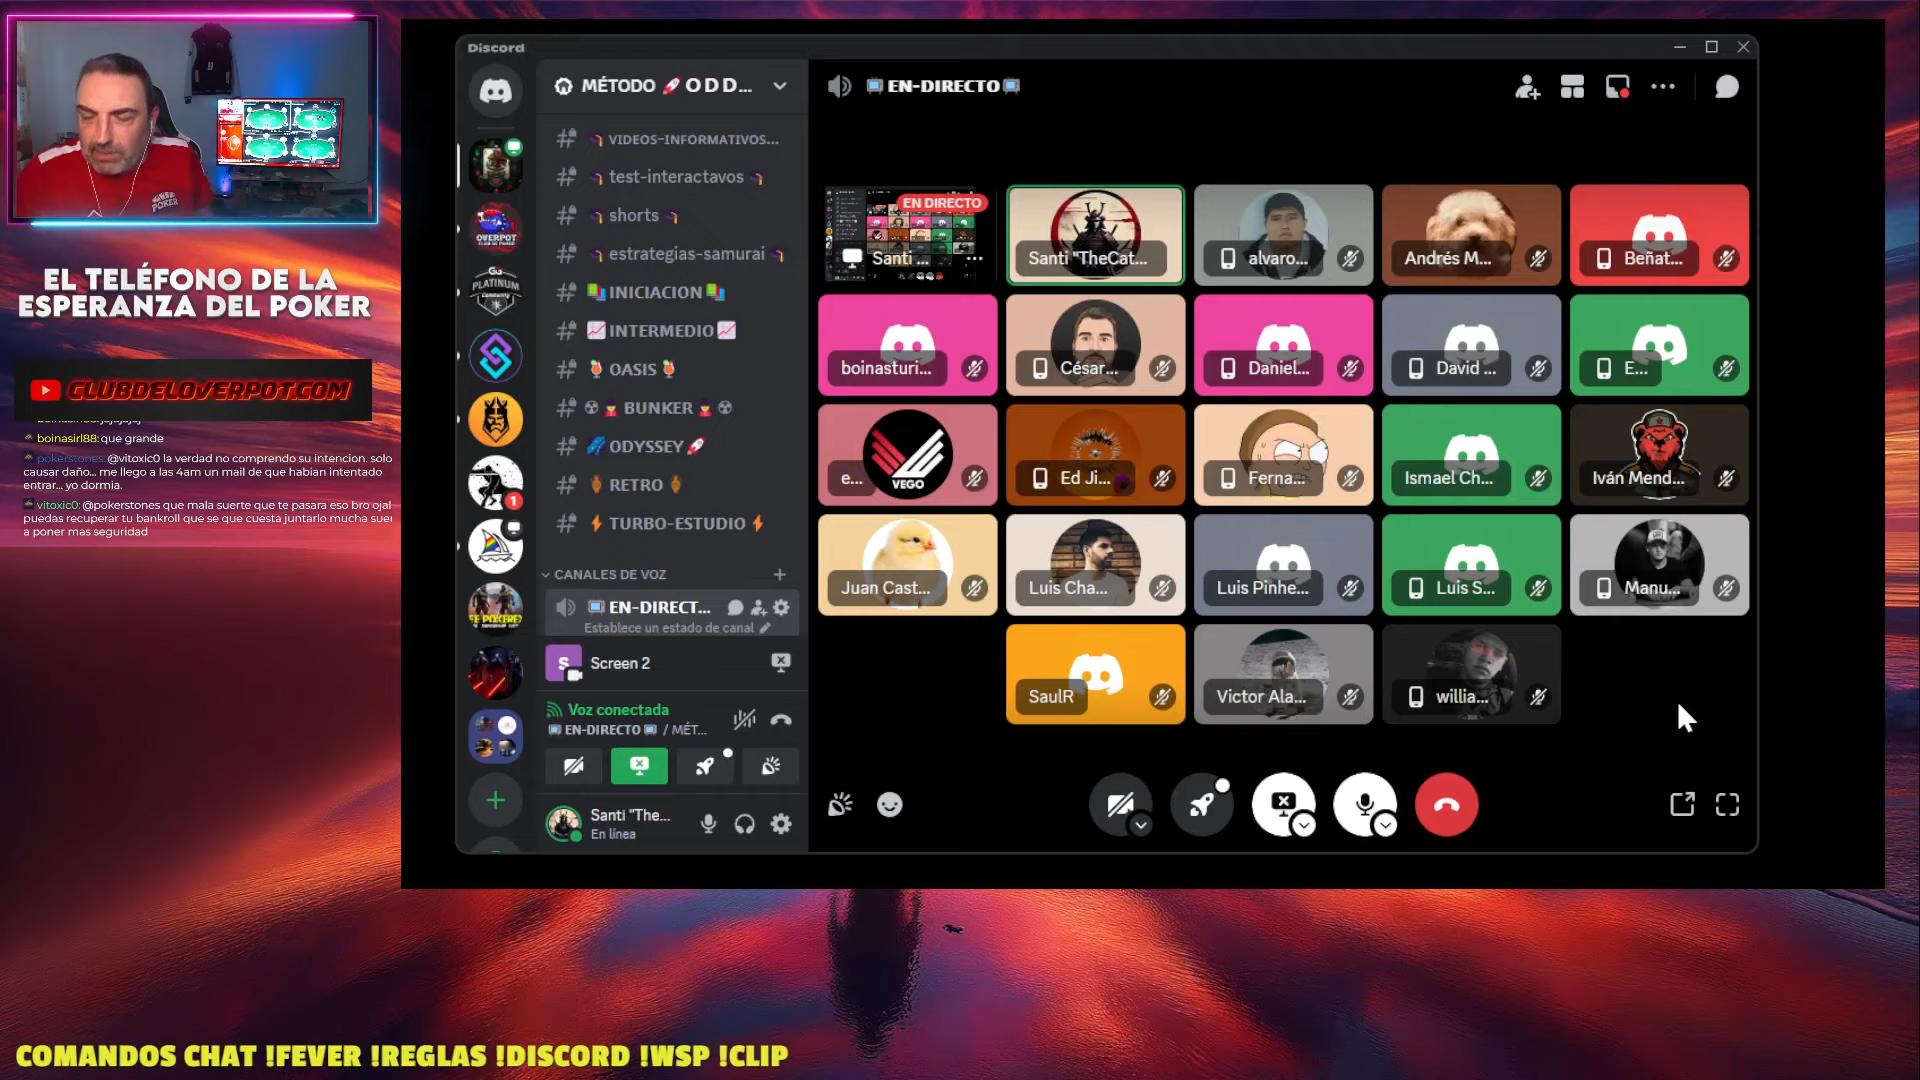 POKER
EL TELÉFONO DE LA
ESPERANZA DEL POKER
CLUBDELOVERPOT.COM
boinasirl88: que grande
pokerstones: @vitoxic0 la verdad no comprendo su intencion. solo
causar daño... me llego a las 4am un mail de que habian intentado
entrar... yo dormia.
vitoxic0: @pokerstones que mala suerte que te pasara eso bro ojal
puedas recuperar tu bankroll que se que cuesta juntarlo mucha suer
a poner mas seguridad
Discord
MÉTODO 🚀 O D D...
VIDEOS-INFORMATIVOS...
test-interactavos
shorts
estrategias-samurai
INICIACION
INTERMEDIO
OASIS
BUNKER
ODYSSEY
RETRO
TURBO-ESTUDIO
CANALES DE VOZ
EN-DIRECT...
Establece un estado de canal
S
Screen 2
Voz conectada
EN-DIRECTO / MÉT...
Santi "The...
En línea
OVERPOT
PLATINUM
1
EN-DIRECTO
EN DIRECTO
Santi ...
Santi "TheCat...
alvaro...
Andrés M...
Beñat...
boinasturi...
César...
Daniel...
David ...
E...
e...
VEGO
Ed Ji...
Ferna...
Ismael Ch...
Iván Mend...
Juan Cast...
Luis Cha...
Luis Pinhe...
Luis S...
Manu...
SaulR
Victor Ala...
willia...
COMANDOS CHAT !FEVER !REGLAS !DISCORD !WSP !CLIP